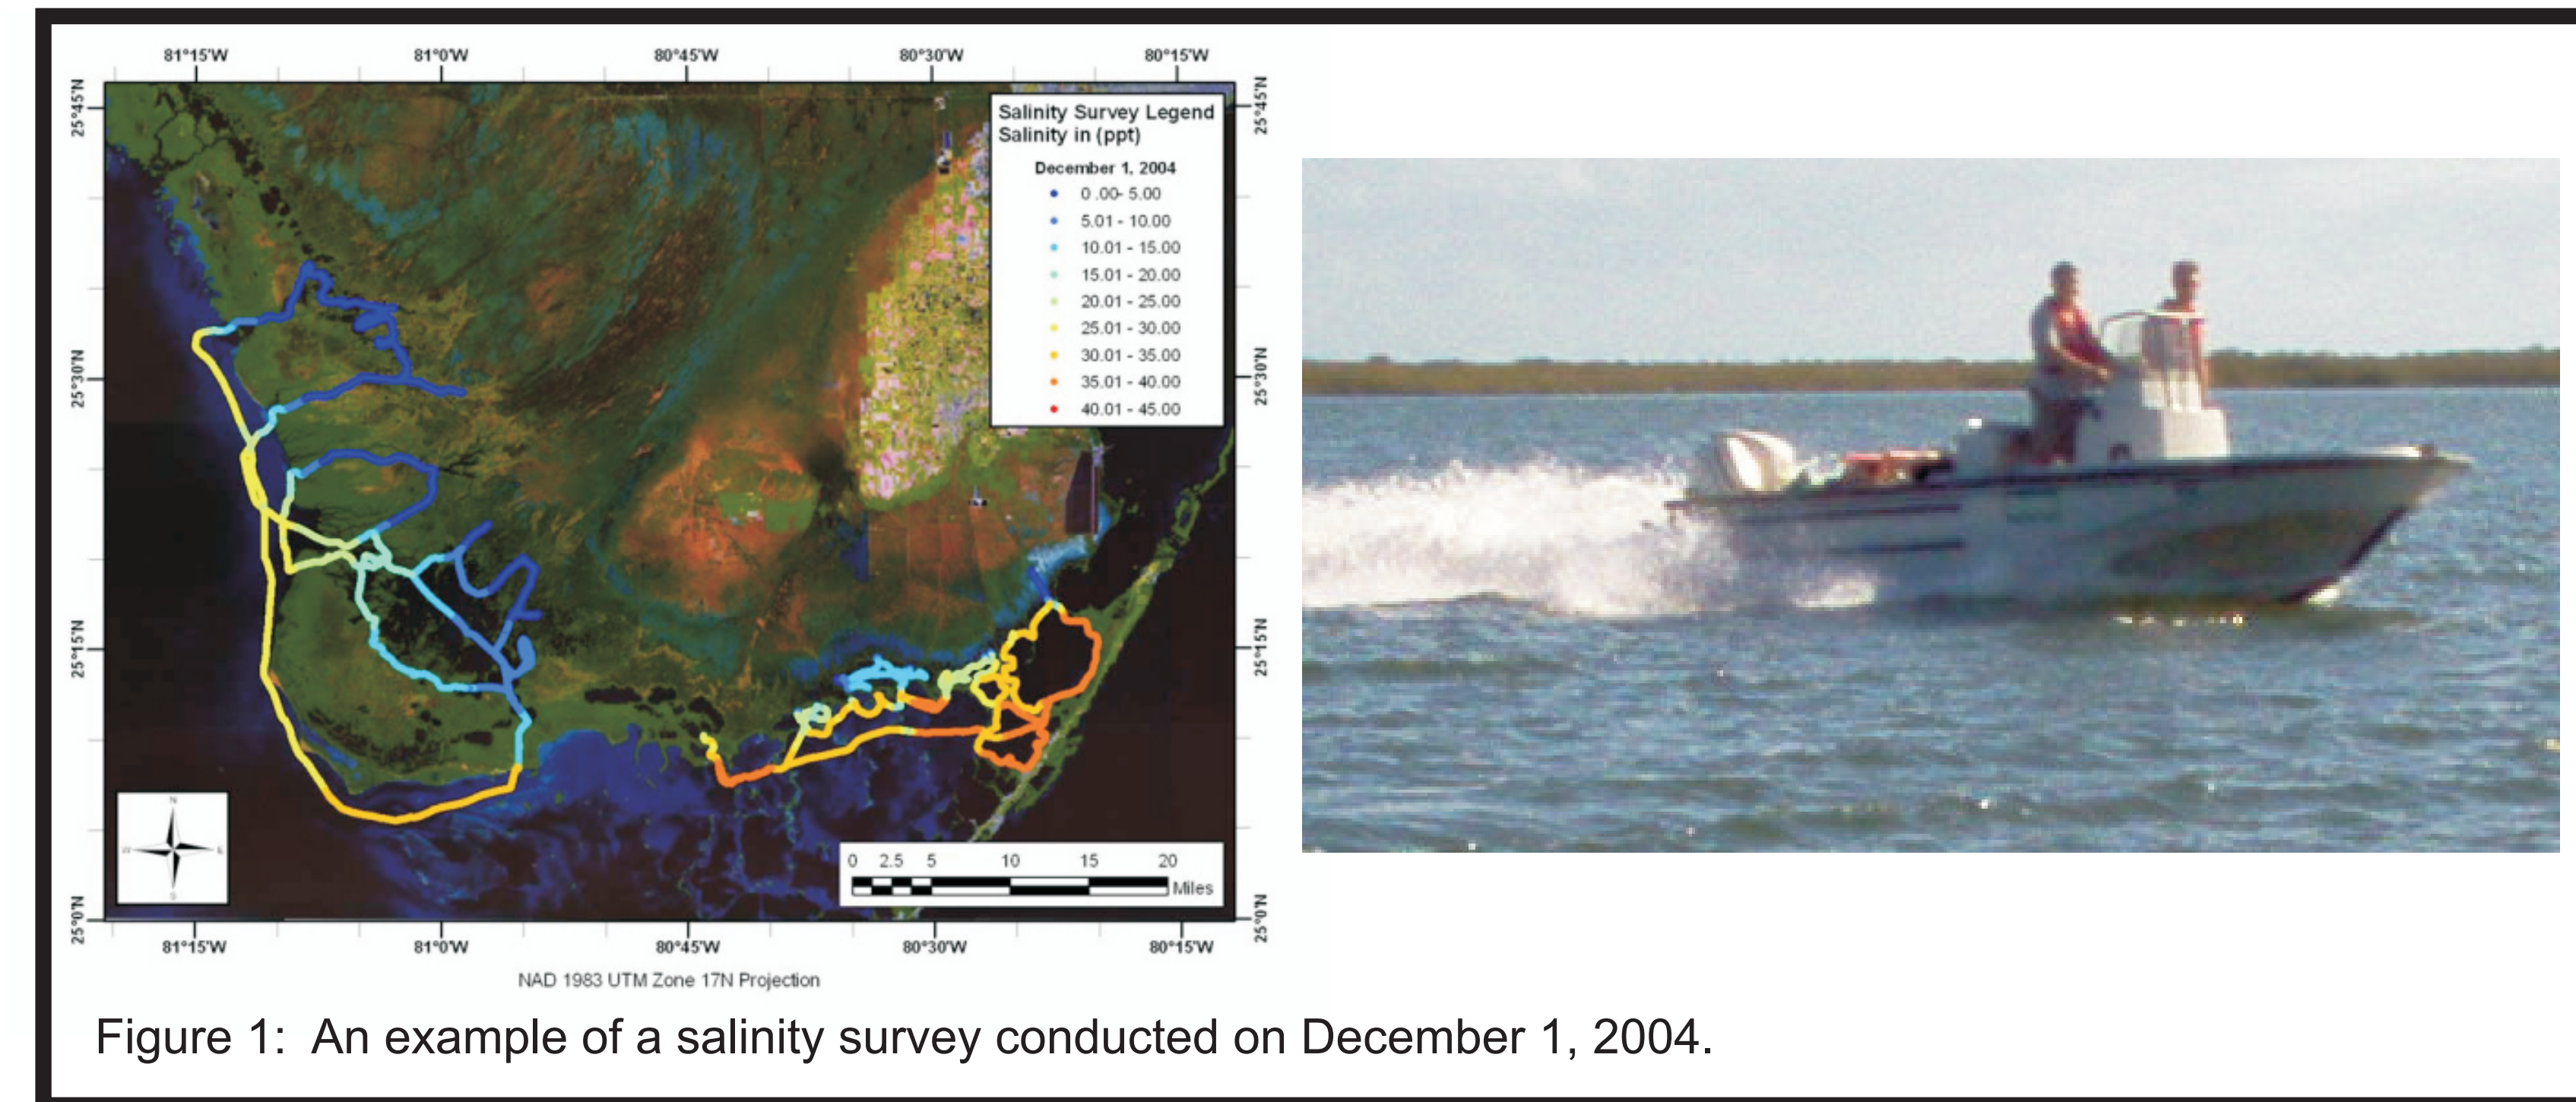 81°15'W 81°0'W 80°45'W 80°30'W 80°15'W
25°45'N
25°45'N
Salinity Survey Legend
Salinity in (ppt)
December 1, 2004
0 .00- 5.00
5.01 - 10.00
10.01 - 15.00
15.01 - 20.00
20.01 - 25.00
25.01 - 30.00
30.01 - 35.00
35.01 - 40.00
40.01 - 45.00
25°30'N
25°30'N
25°15'N
25°15'N
N
W E
S
0 2.5 5 10 15 20
Miles
25°0'N
25°0'N
81°15'W 81°0'W 80°45'W 80°30'W 80°15'W
NAD 1983 UTM Zone 17N Projection
Figure 1: An example of a salinity survey conducted on December 1, 2004.